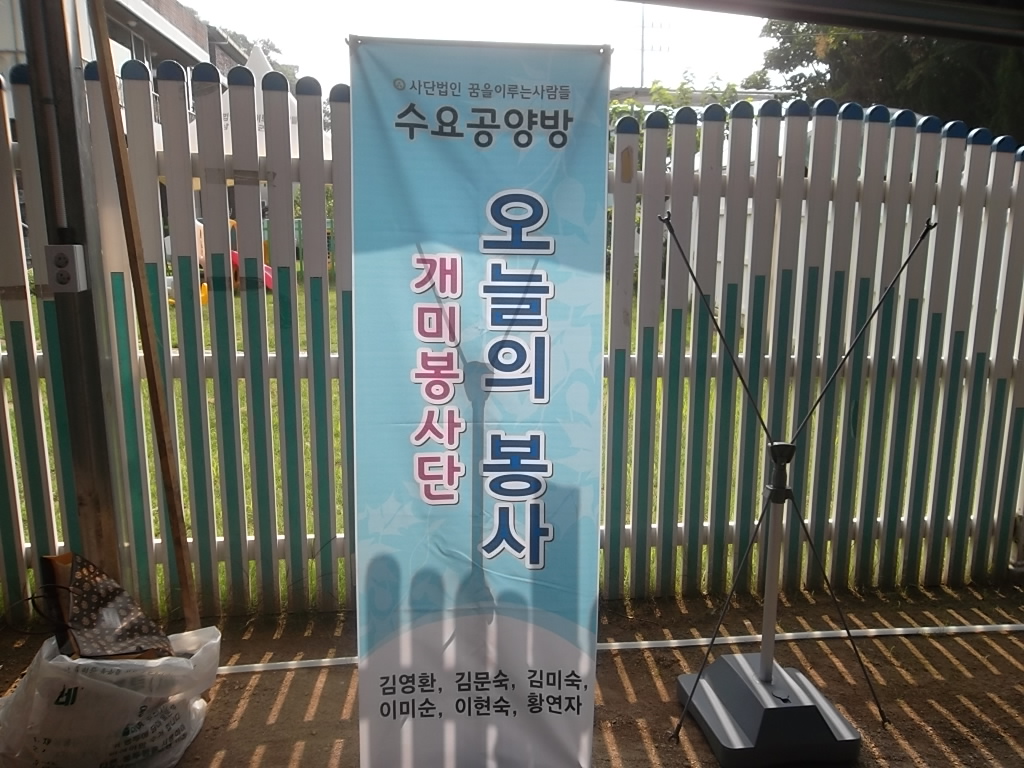 사단법인 꿈을이루는사람들
수요공양방
오늘의 봉사
개미봉사단
김영환, 김문숙, 김미숙,
이미순, 이현숙, 황연자